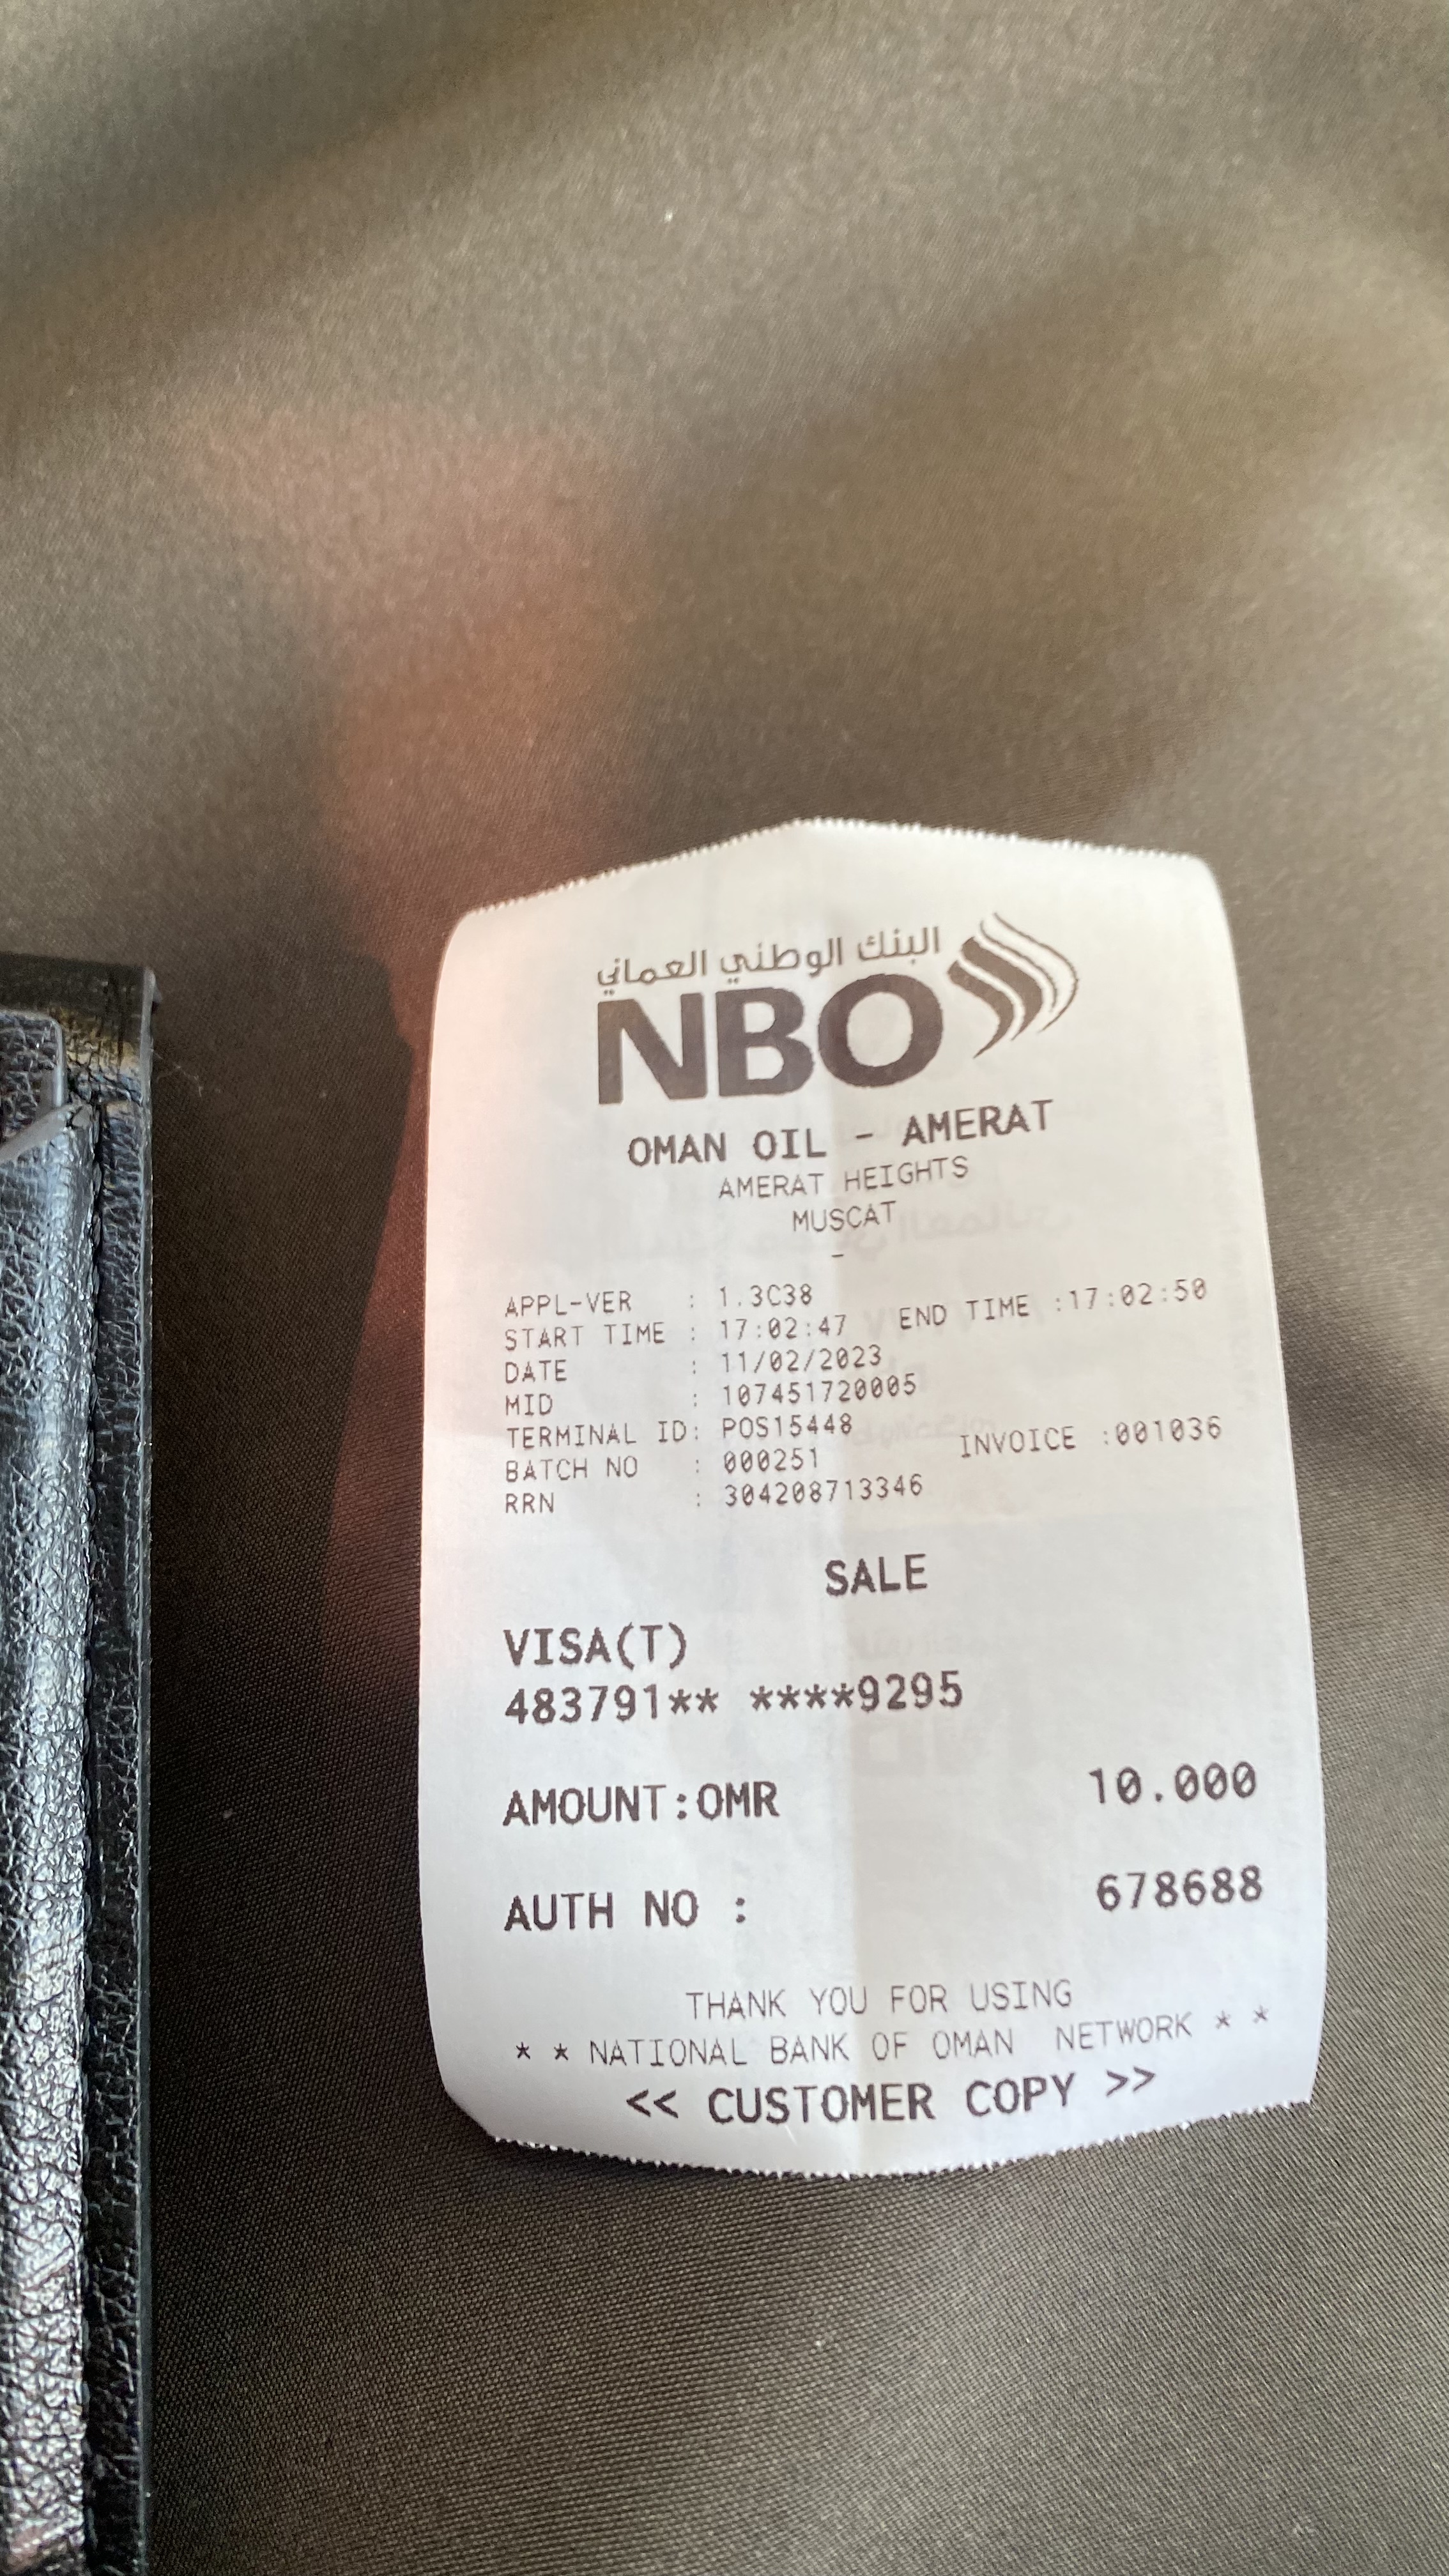 البنك الوطني العماني
NBO
OMAN OIL - AMERAT
AMERAT HEIGHTS
MUSCAT
-
APPL-VER : 1.3C38
START TIME : 17:02:47 END TIME :17:02:50
DATE : 11/02/2023
MID : 107451720005
TERMINAL ID: POS15448
BATCH NO : 000251 INVOICE :001036
RRN : 304208713346
SALE
VISA(T)
483791** ****9295
AMOUNT:OMR 10.000
AUTH NO : 678688
THANK YOU FOR USING
* * NATIONAL BANK OF OMAN NETWORK * *
<< CUSTOMER COPY >>